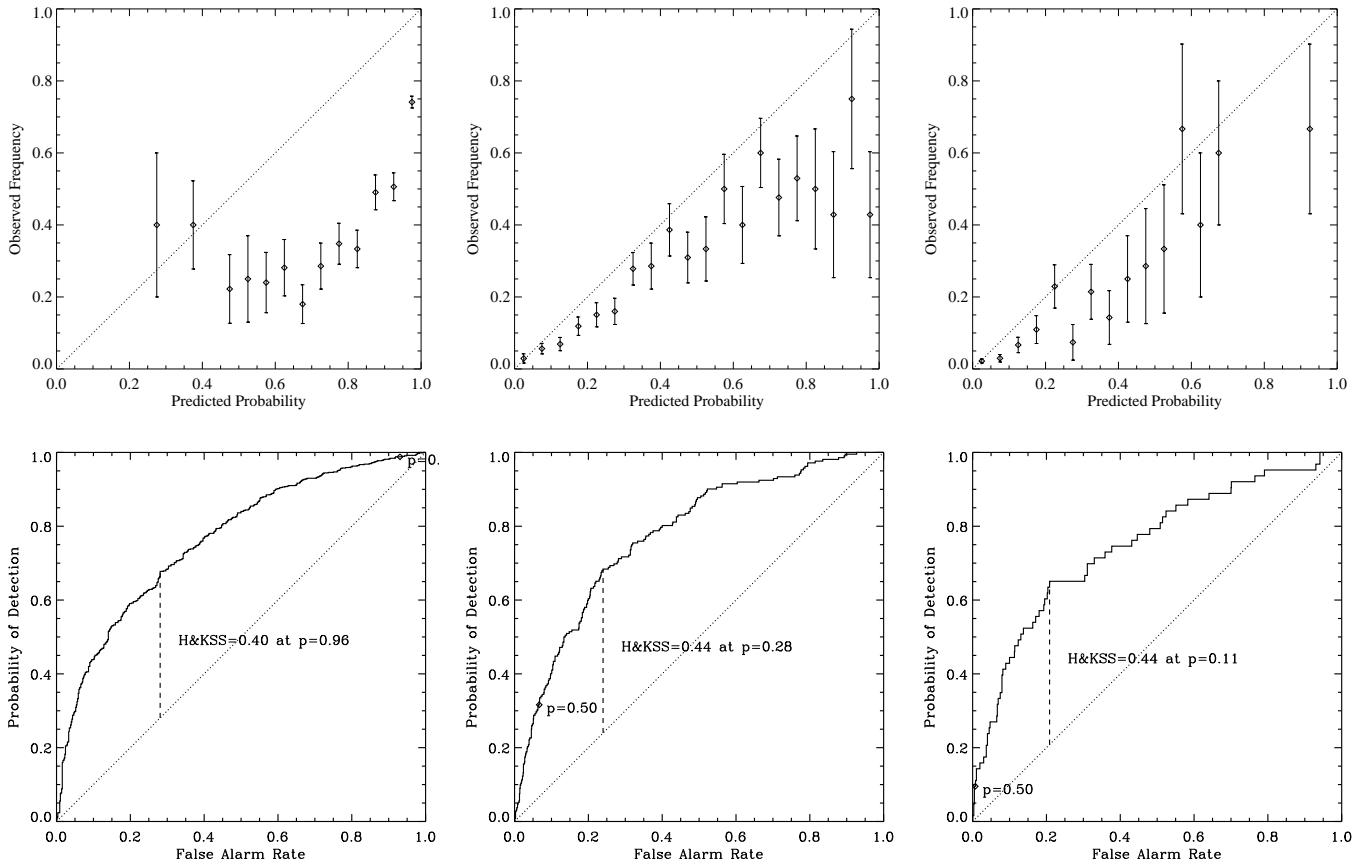 1.0
0.8
0.6
0.4
0.2
0.0
Observed Frequency
0.0 0.2 0.4 0.6 0.8 1.0
Predicted Probability
1.0
0.8
0.6
0.4
0.2
0.0
Observed Frequency
0.0 0.2 0.4 0.6 0.8 1.0
Predicted Probability
1.0
0.8
0.6
0.4
0.2
0.0
Observed Frequency
0.0 0.2 0.4 0.6 0.8 1.0
Predicted Probability
1.0
0.8
0.6
0.4
0.2
0.0
Probability of Detection
p=0.
H&KSS=0.40 at p=0.96
0.0 0.2 0.4 0.6 0.8 1.0
False Alarm Rate
1.0
0.8
0.6
0.4
0.2
0.0
Probability of Detection
H&KSS=0.44 at p=0.28
p=0.50
0.0 0.2 0.4 0.6 0.8 1.0
False Alarm Rate
1.0
0.8
0.6
0.4
0.2
0.0
Probability of Detection
H&KSS=0.44 at p=0.11
p=0.50
0.0 0.2 0.4 0.6 0.8 1.0
False Alarm Rate